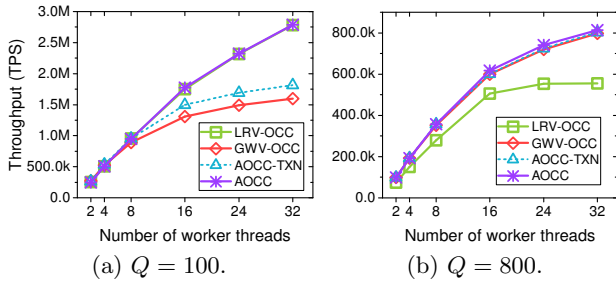 Throughput (TPS)
3.0M
2.5M
2.0M
1.5M
1.0M
500.0k
0.0
LRV-OCC
GWV-OCC
AOCC-TXN
AOCC
2 4 8 16 24 32
Number of worker threads
(a) Q = 100.
800.0k
600.0k
400.0k
200.0k
0.0
LRV-OCC
GWV-OCC
AOCC-TXN
AOCC
2 4 8 16 24 32
Number of worker threads
(b) Q = 800.